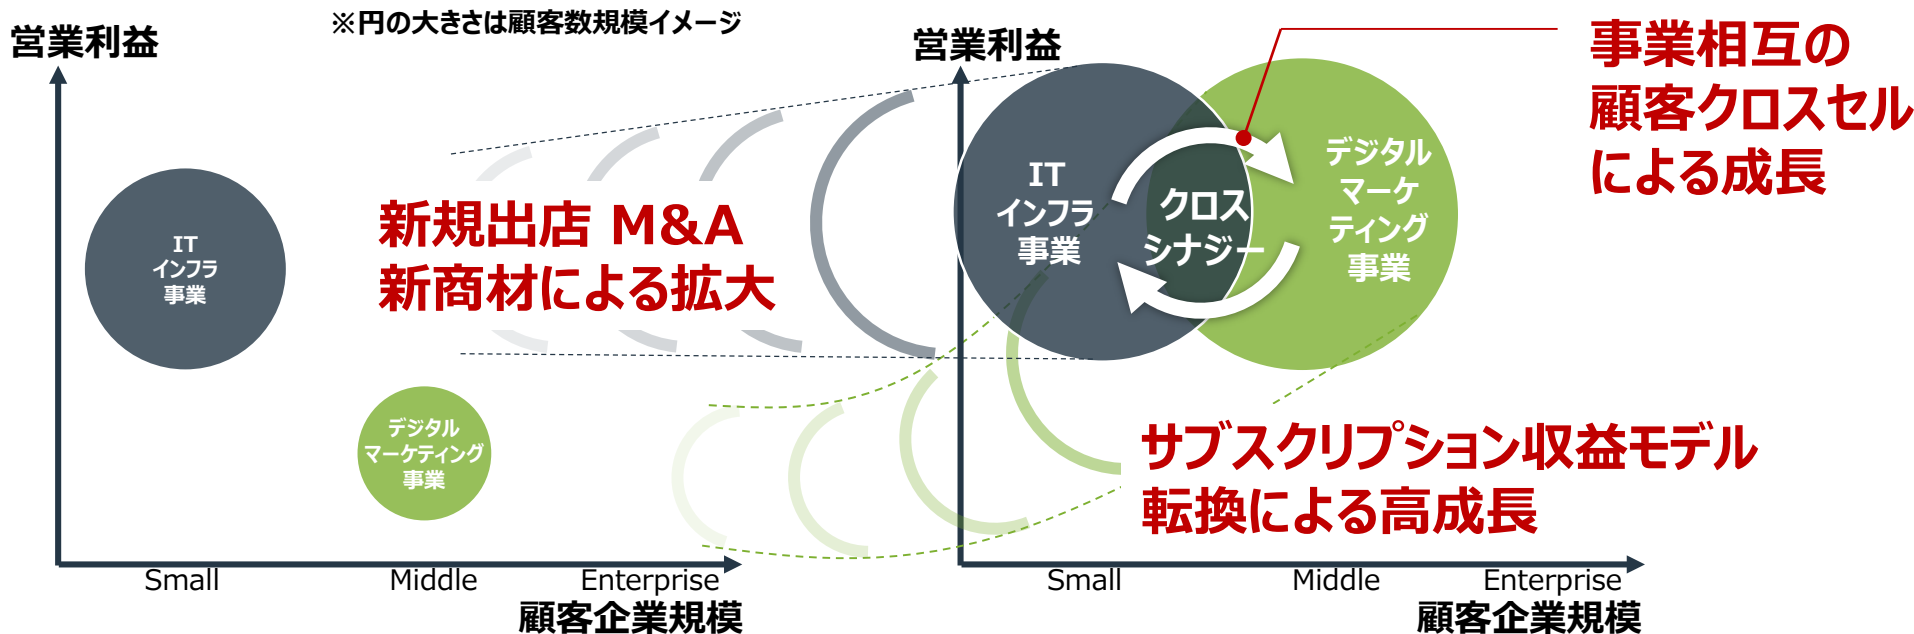 ※円の大きさは顧客数規模イメージ
営業利益
IT
インフラ
事業
デジタル
マーケティング
事業
新規出店 M&A
新商材による拡大
Small
Middle
Enterprise
顧客企業規模
営業利益
IT
インフラ
事業
クロス
シナジー
デジタル
マーケ
ティング
事業
事業相互の
顧客クロスセル
による成長
サブスクリプション収益モデル
転換による高成長
Small
Middle
Enterprise
顧客企業規模